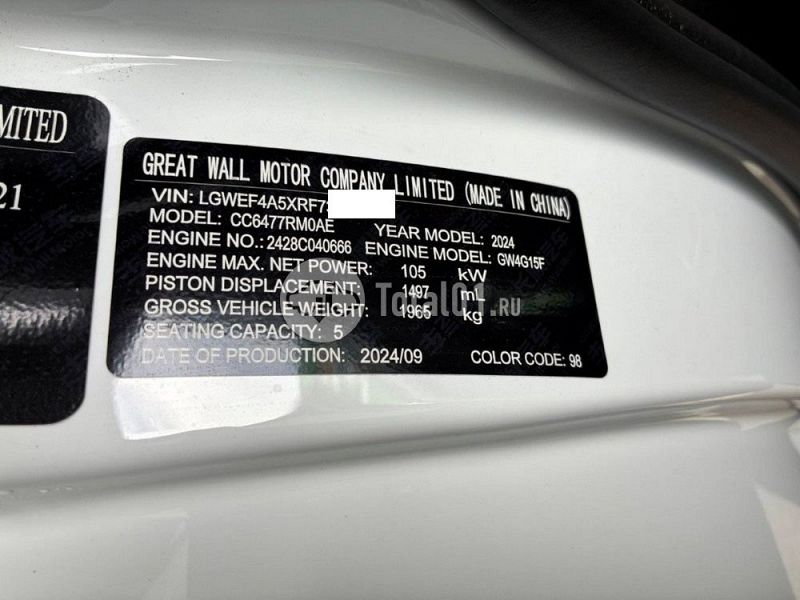 MITED
21
GREAT WALL MOTOR COMPANY LIMITED (MADE IN CHINA)
VIN: LGWEF4A5XRF7
MODEL: CC6477RM0AE YEAR MODEL: 2024
ENGINE NO.: 2428C040666 ENGINE MODEL: GW4G15F
ENGINE MAX. NET POWER: 105 kW
PISTON DISPLACEMENT: 1497 mL
GROSS VEHICLE WEIGHT: 1965 kg
SEATING CAPACITY: 5
DATE OF PRODUCTION: 2024/09 COLOR CODE: 98
Total01.RU